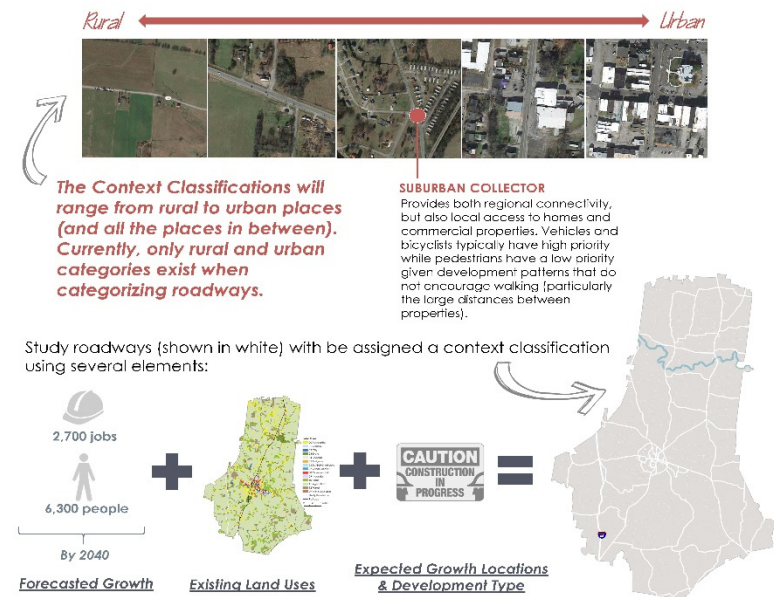 Rural
Urban
The Context Classifications will
range from rural to urban places
(and all the places in between).
Currently, only rural and urban
categories exist when
categorizing roadways.
SUBURBAN COLLECTOR
Provides both regional connectivity,
but also local access to homes and
commercial properties. Vehicles and
bicyclists typically have high priority
while pedestrians have a low priority
given development patterns that do
not encourage walking (particularly
the large distances between
properties).
Study roadways (shown in white) with be assigned a context classification
using several elements:
2,700 jobs
6,300 people
By 2040
CAUTION
CONSTRUCTION
IN
PROGRESS
Forecasted Growth
Existing Land Uses
Expected Growth Locations
& Development Type